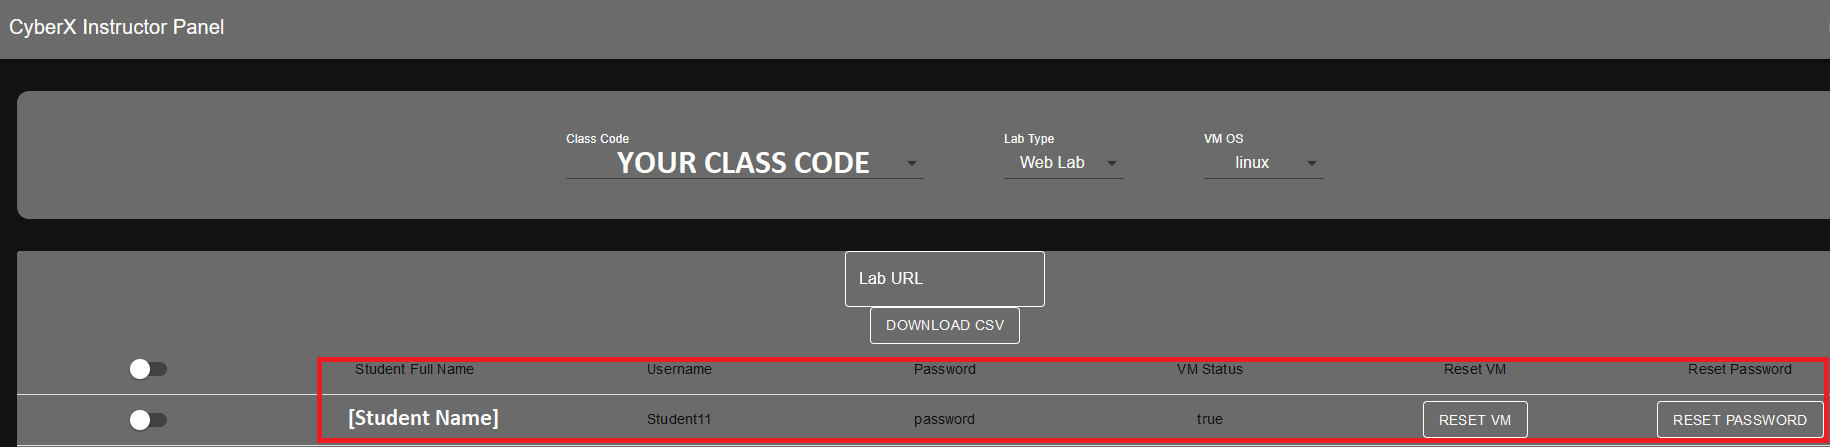 CyberX Instructor Panel
Class Code
Lab Type
VM OS
YOUR CLASS CODE
Web Lab
linux
Lab URL
DOWNLOAD CSV
Student Full Name Username Password VM Status Reset VM Reset Password
[Student Name] Student11 password true RESET VM RESET PASSWORD